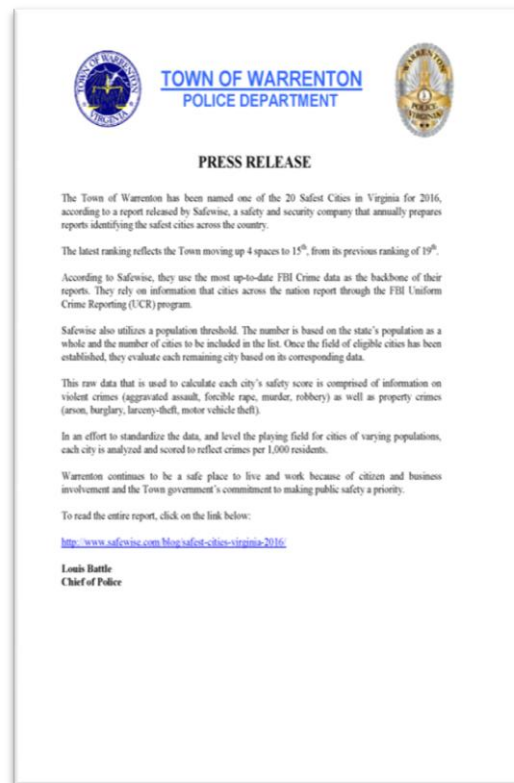 TOWN OF WARRENTON
VIRGINIA
TOWN OF WARRENTON
POLICE DEPARTMENT
WARRENTON
POLICE
VIRGINIA
PRESS RELEASE
The Town of Warrenton has been named one of the 20 Safest Cities in Virginia for 2016,
according to a report released by Safewise, a safety and security company that annually prepares
reports identifying the safest cities across the country.
The latest ranking reflects the Town moving up 4 spaces to 15th, from its previous ranking of 19th.
According to Safewise, they use the most up-to-date FBI Crime data as the backbone of their
reports. They rely on information that cities across the nation report through the FBI Uniform
Crime Reporting (UCR) program.
Safewise also utilizes a population threshold. The number is based on the state's population as a
whole and the number of cities to be included in the list. Once the field of eligible cities has been
established, they evaluate each remaining city based on its corresponding data.
This raw data that is used to calculate each city's safety score is comprised of information on
violent crimes (aggravated assault, forcible rape, murder, robbery) as well as property crimes
(arson, burglary, larceny-theft, motor vehicle theft).
In an effort to standardize the data, and level the playing field for cities of varying populations,
each city is analyzed and scored to reflect crimes per 1,000 residents.
Warrenton continues to be a safe place to live and work because of citizen and business
involvement and the Town government's commitment to making public safety a priority.
To read the entire report, click on the link below:
http://www.safewise.com/blog/safest-cities-virginia-2016/
Louis Battle
Chief of Police